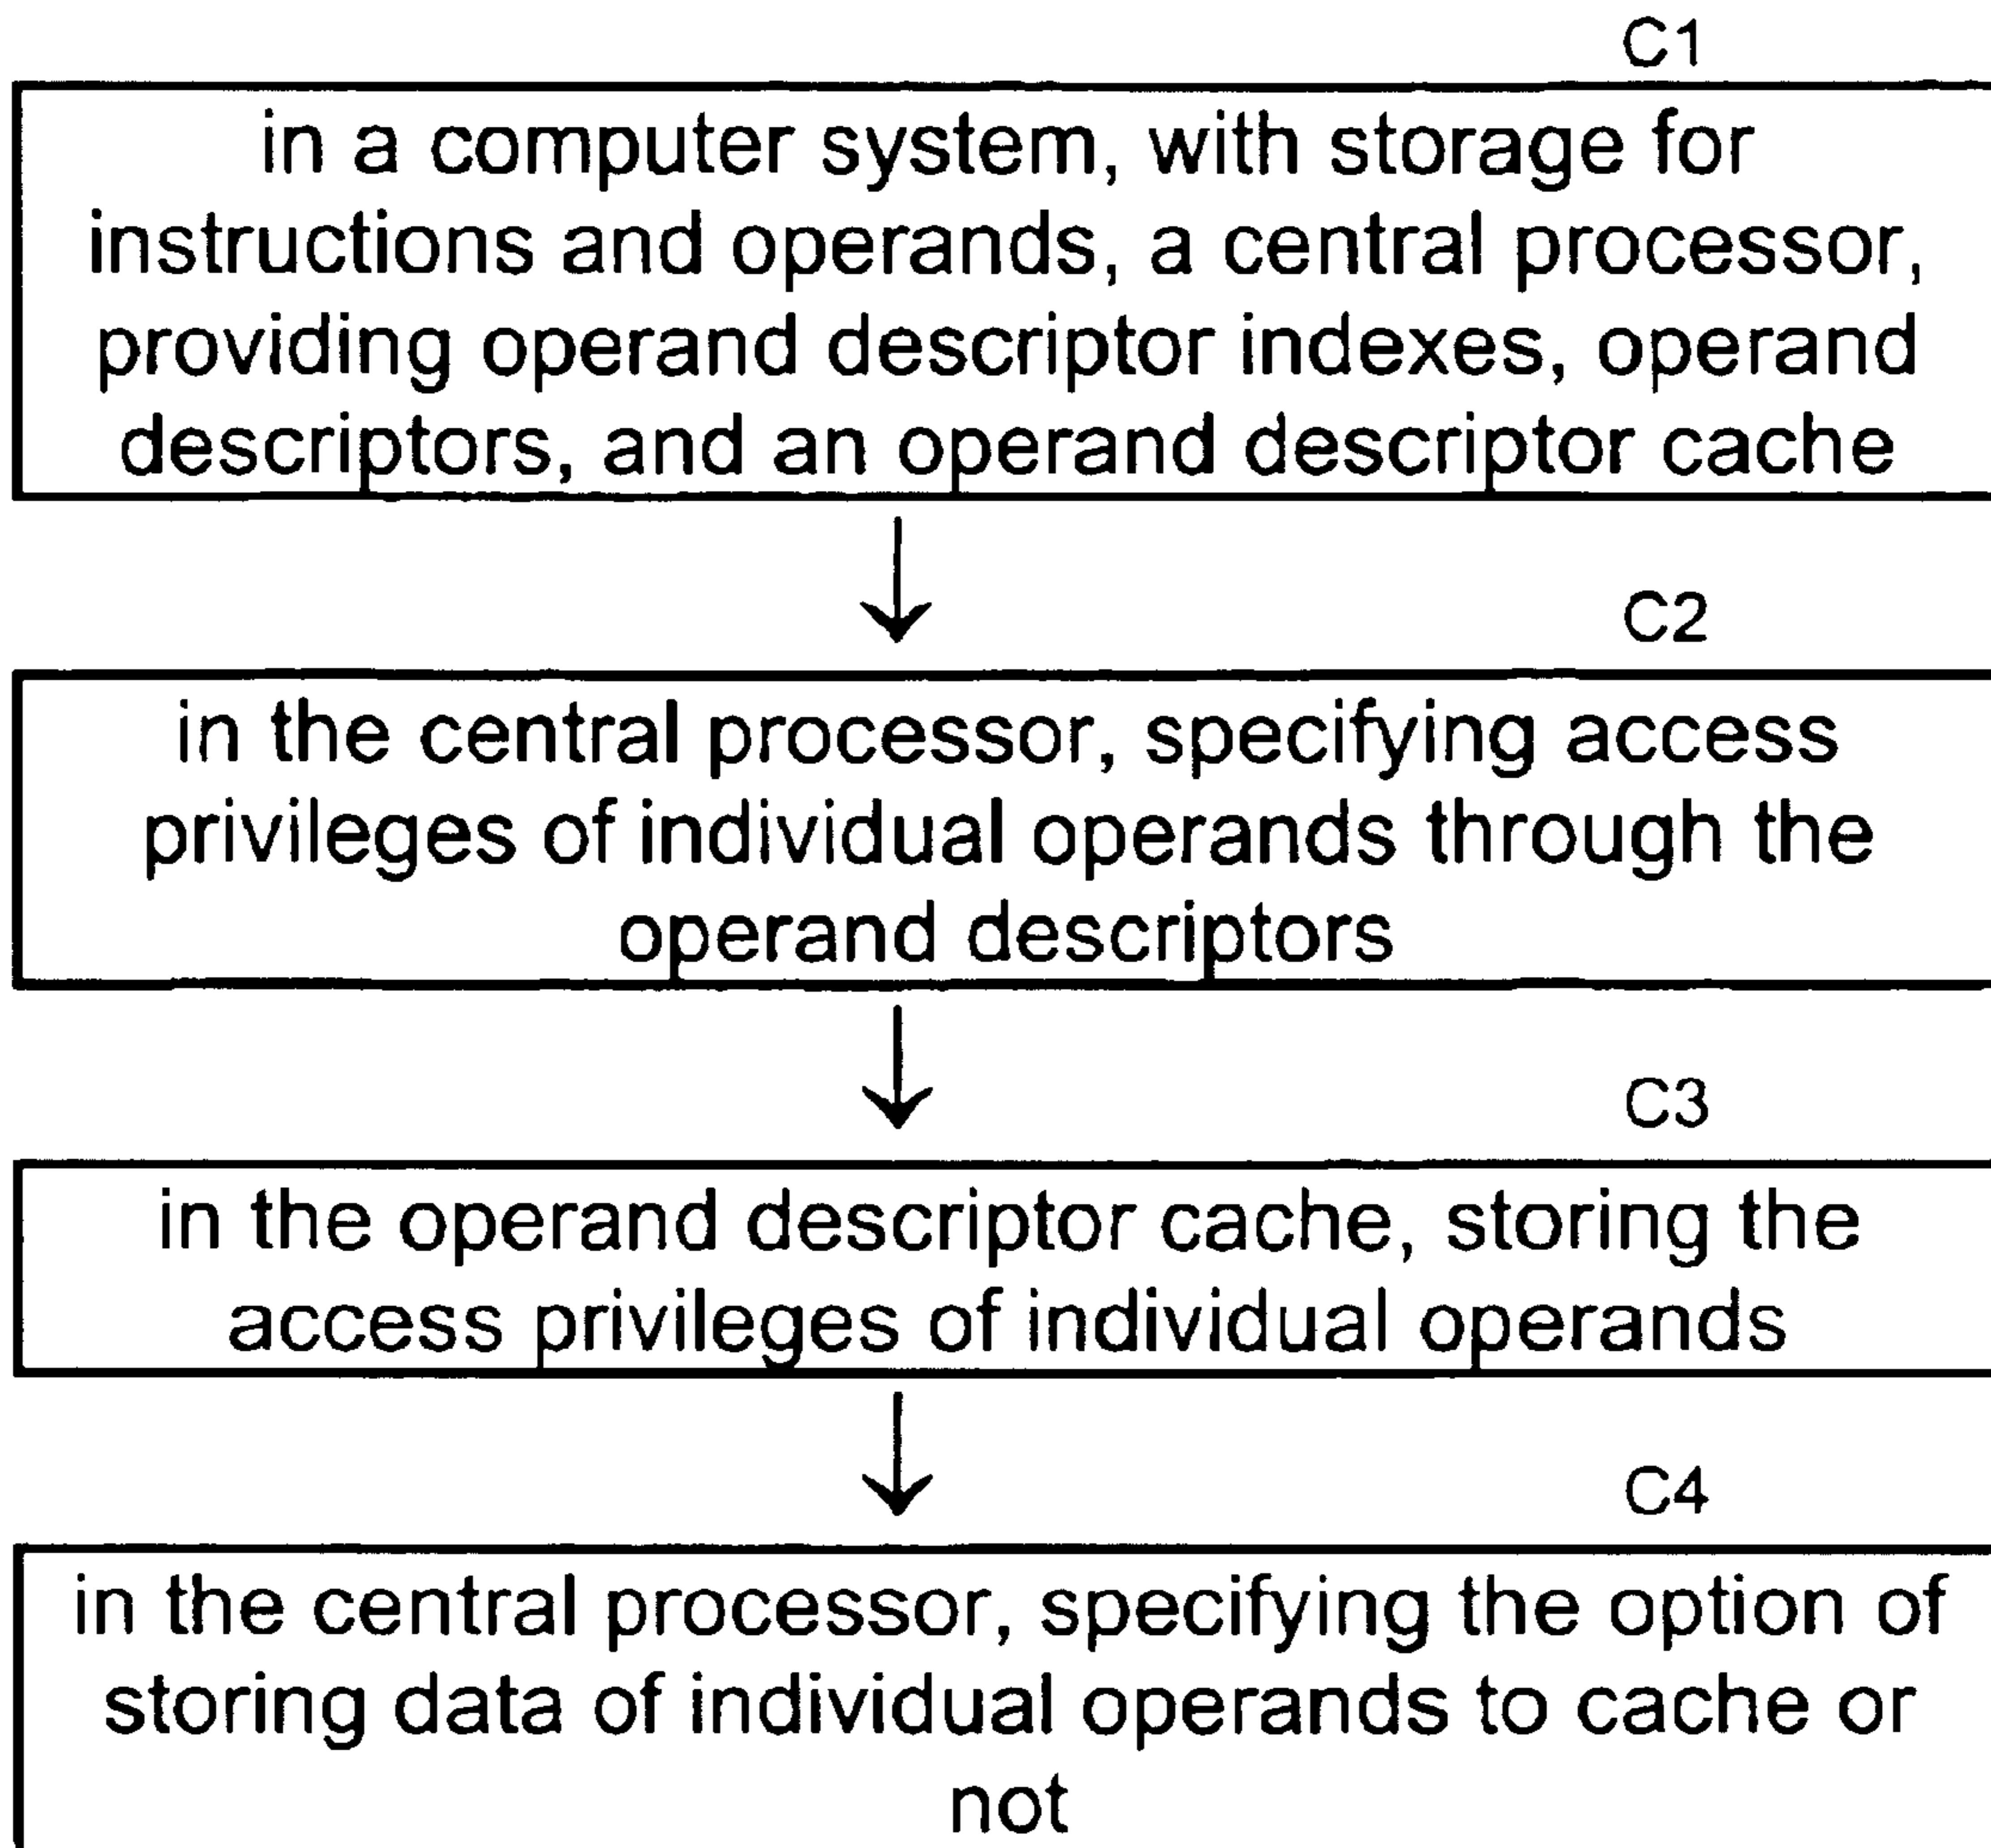 C1
in a computer system, with storage for
instructions and operands, a central processor,
providing operand descriptor indexes, operand
descriptors, and an operand descriptor cache
C2
in the central processor, specifying access
privileges of individual operands through the
operand descriptors
C3
in the operand descriptor cache, storing the
access privileges of individual operands
C4
in the central processor, specifying the option of
storing data of individual operands to cache or
not